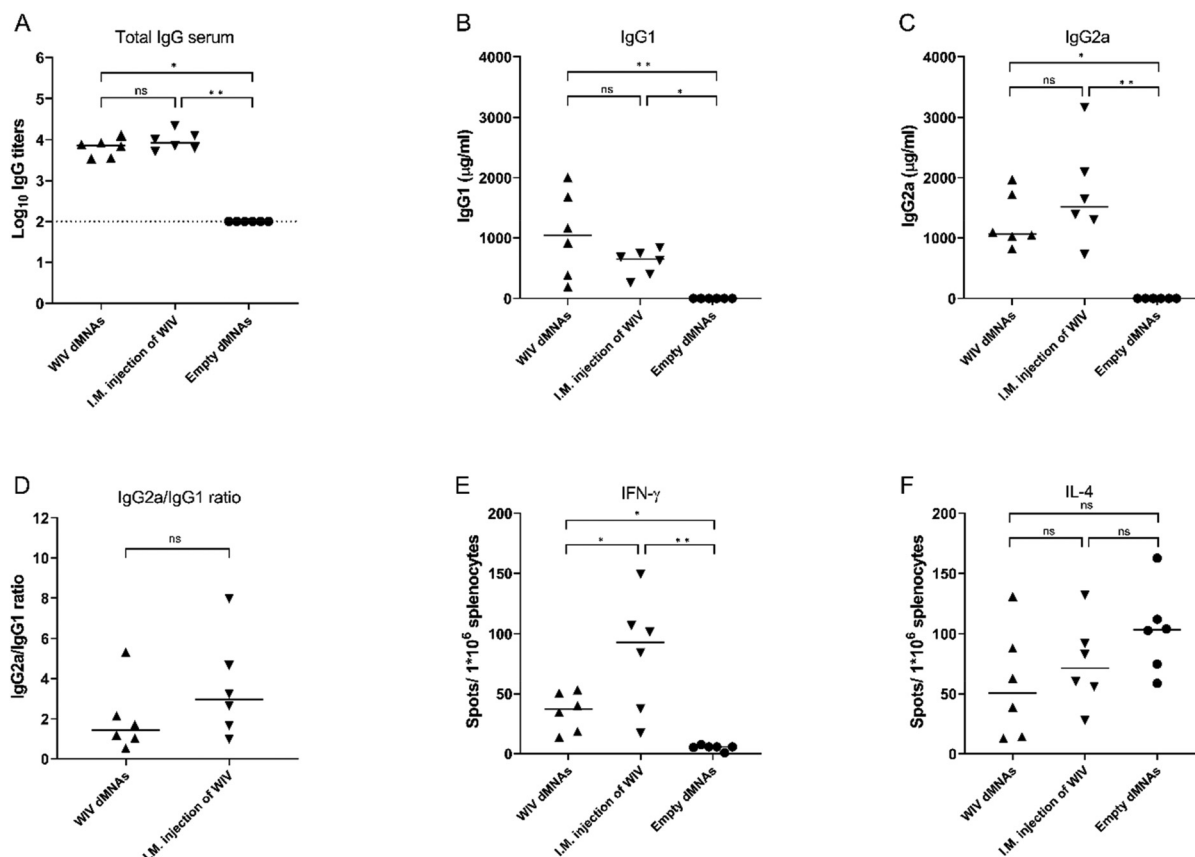 A
Total IgG serum
Log10 IgG titers
6
5
4
3
2
1
0
*
ns
**
WIV dMNAs
I.M. injection of WIV
Empty dMNAs
B
IgG1
IgG1 (µg/ml)
4000
3000
2000
1000
0
**
ns
*
WIV dMNAs
I.M. injection of WIV
Empty dMNAs
C
IgG2a
IgG2a (µg/ml)
4000
3000
2000
1000
0
*
ns
**
WIV dMNAs
I.M. injection of WIV
Empty dMNAs
D
IgG2a/IgG1 ratio
IgG2a/IgG1 ratio
12
10
8
6
4
2
0
ns
WIV dMNAs
I.M. injection of WIV
E
IFN-γ
Spots/ 1*10^6 splenocytes
200
150
100
50
0
*
*
**
WIV dMNAs
I.M. injection of WIV
Empty dMNAs
F
IL-4
Spots/ 1*10^6 splenocytes
200
150
100
50
0
ns
ns
ns
WIV dMNAs
I.M. injection of WIV
Empty dMNAs